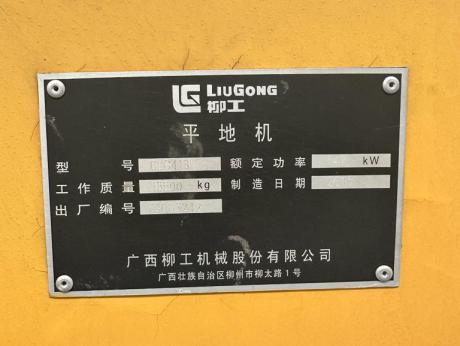 LIUGONG
柳工
平地机
型号 额定功率 kW
工作质量 kg 制造日期
出厂编号
广西柳工机械股份有限公司
广西壮族自治区柳州市柳太路1号